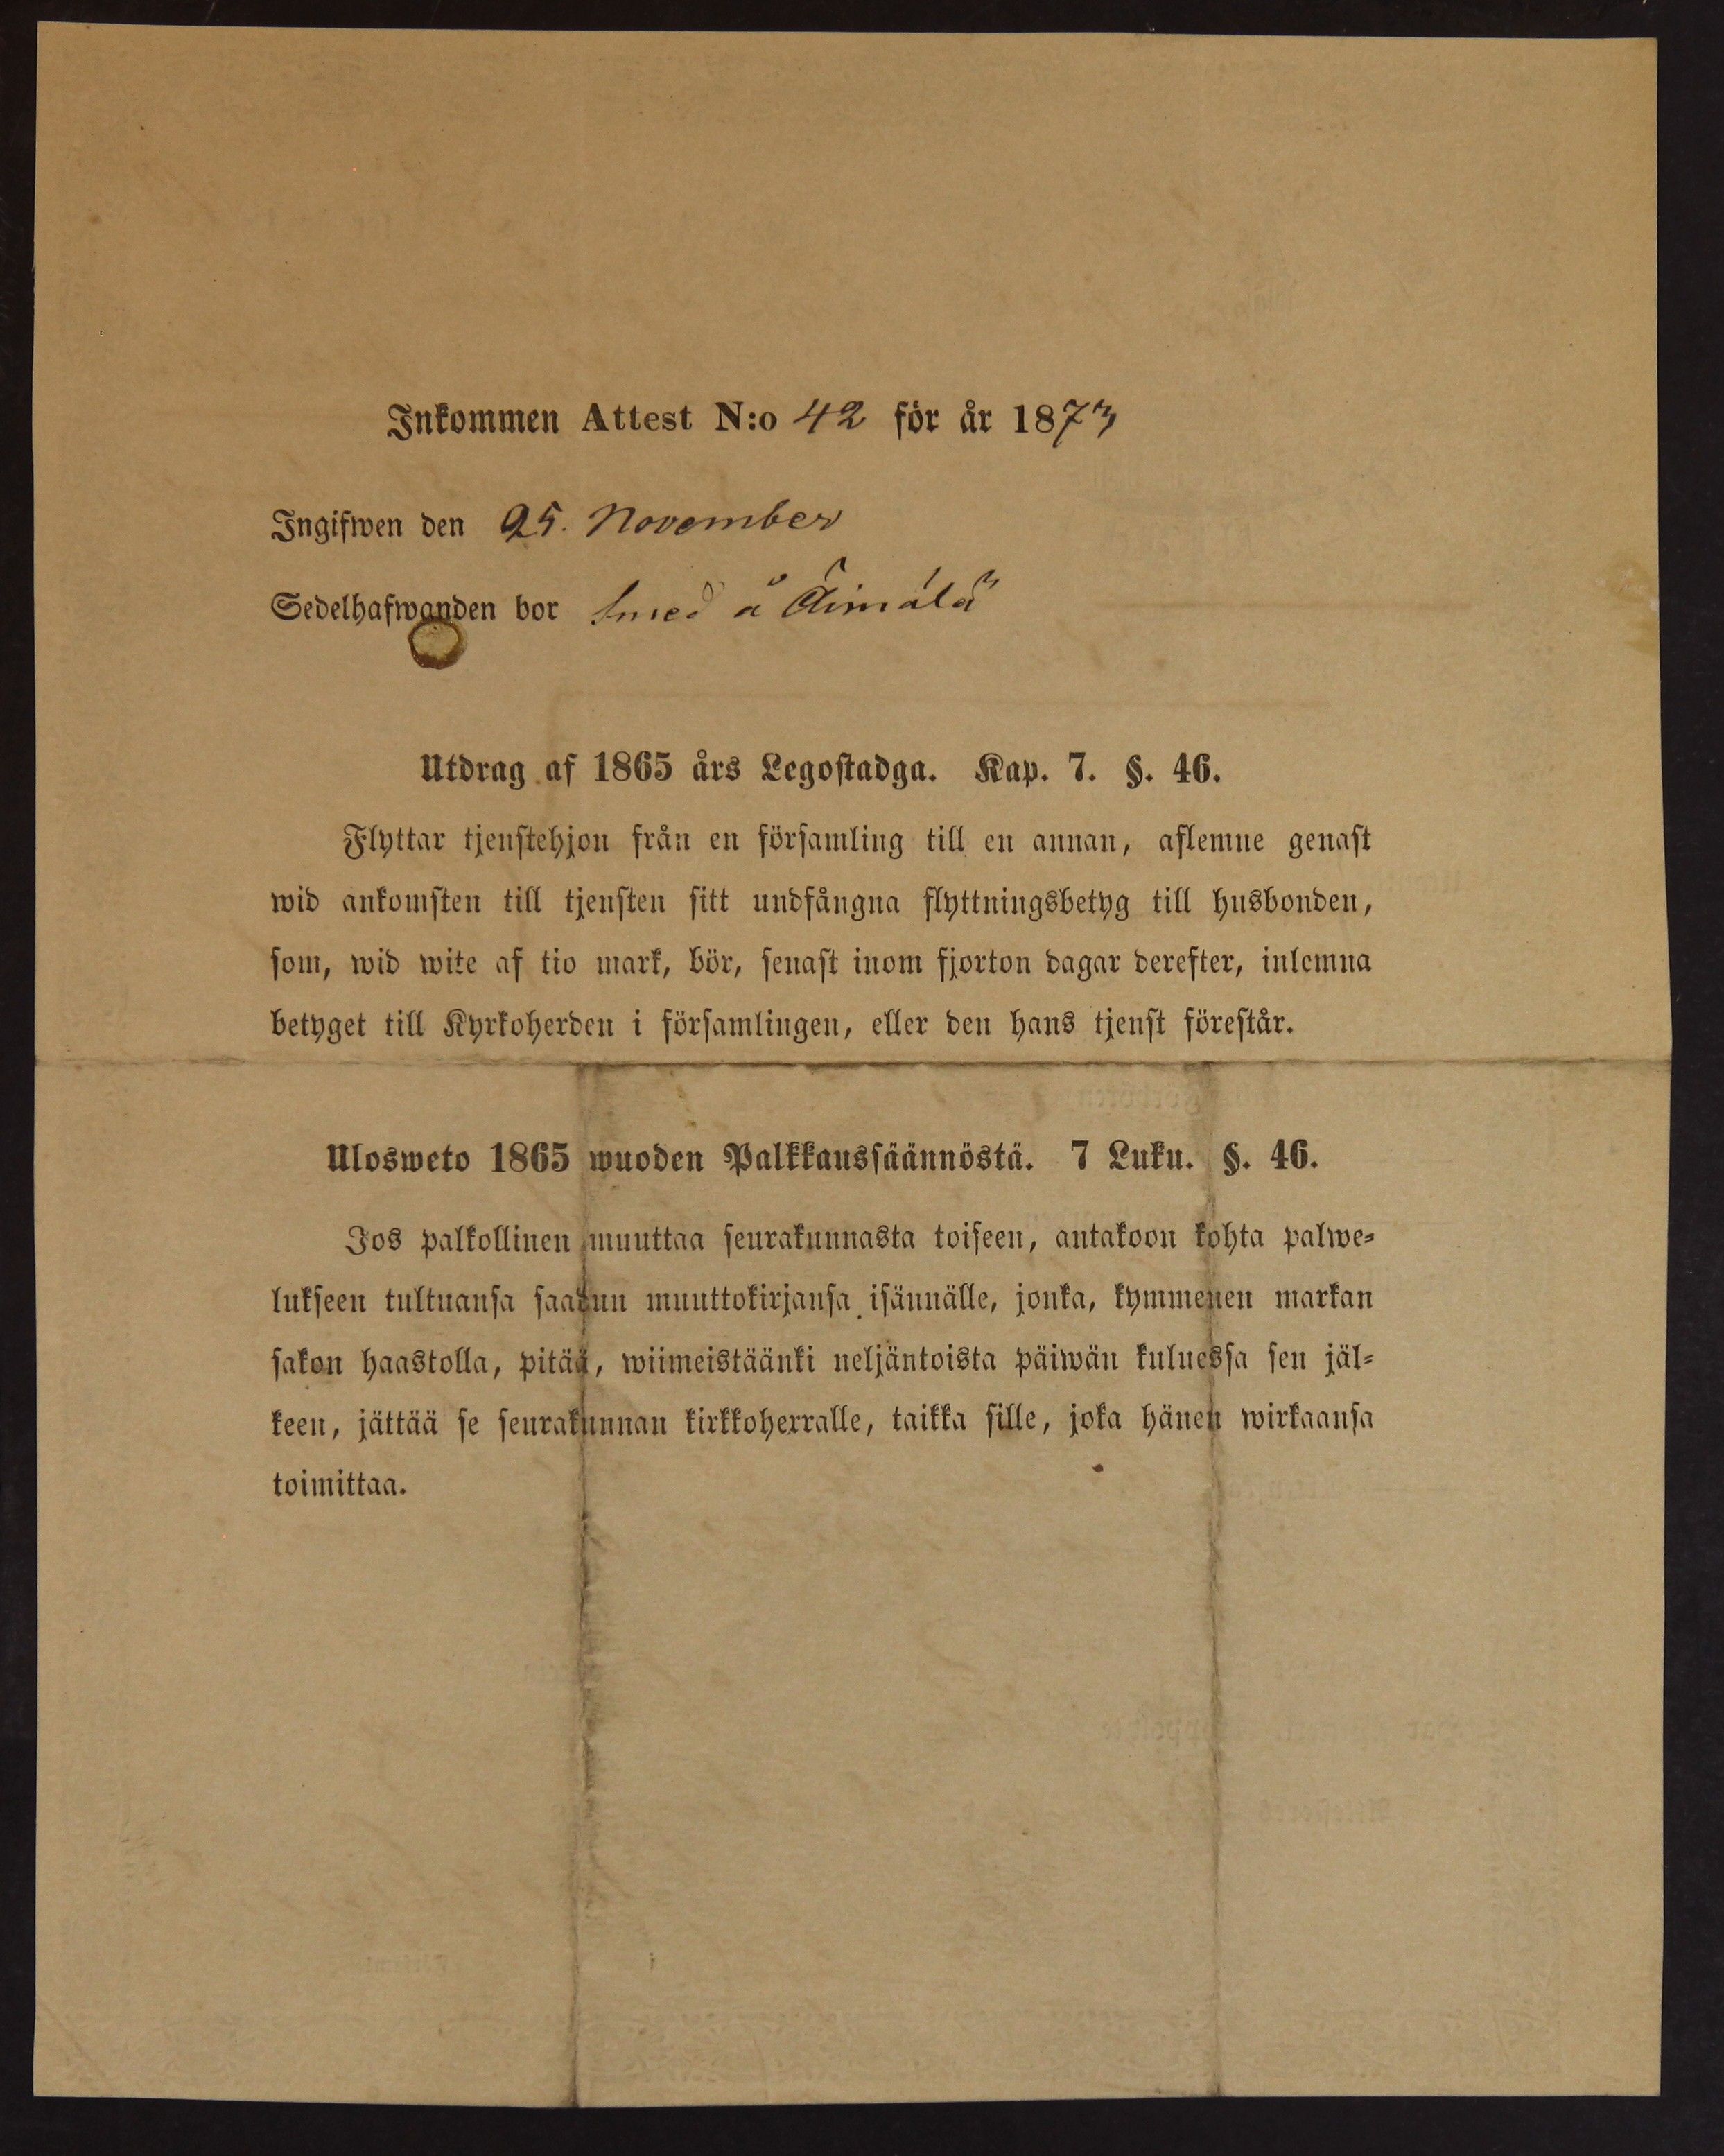 Inkommen Attest N:o 42 för år 1873
Ingifwen den 25. November
Sedelhafwanden bor Smed å Äimälä
Utdrag af 1865 års Legostadga. Kap. 7. §. 46.
Flyttar tjenstehjon från en församling till en annan, aflemne genast
wid ankomsten till tjensten sitt undfångna flyttningsbetyg till husbonden,
som, wid wite af tio mark, bör, senast inom fjorton dagar derefter, inlemna
betyget till Kyrkoherden i församlingen, eller den hans tjenst förestår.
Ulosweto 1865 wuoden Palkkaussäännöstä. 7 Luku. §. 46.
Jos palkollinen muuttaa seurakunnasta toiseen, antakoon kohta palwe-
lukseen tultuansa saadun muuttokirjansa isännälle, jonka, kymmenen markan
sakon haastolla, pitää, wiimeistäänki neljäntoista päiwän kuluessa sen jäl-
keen, jättää se seurakunnan kirkkoherralle, taikka sille, joka hänen wirkaansa
toimittaa.